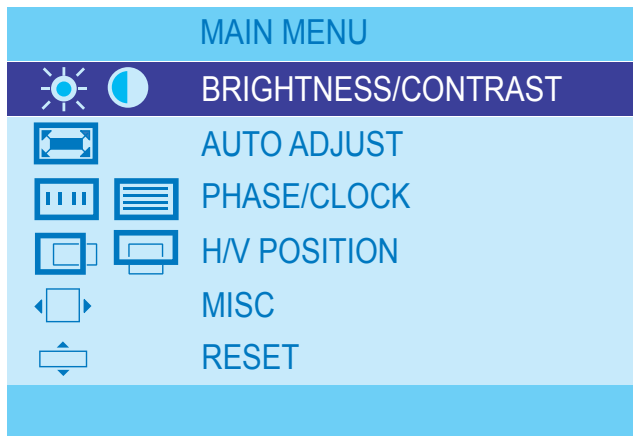 MAIN MENU
BRIGHTNESS/CONTRAST
AUTO ADJUST
PHASE/CLOCK
H/V POSITION
MISC
RESET